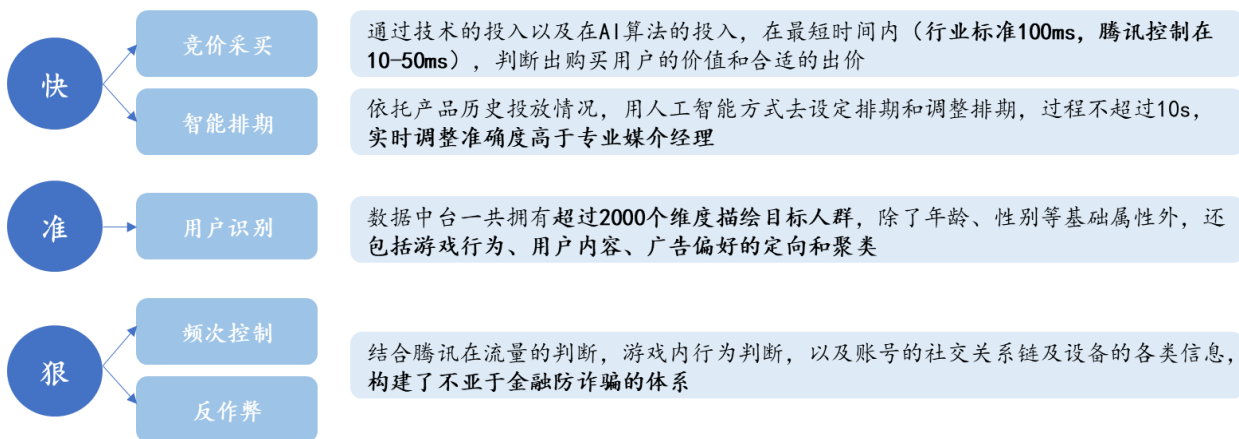 快
竞价采买
通过技术的投入以及在AI算法的投入，在最短时间内（行业标准100ms，腾讯控制在
10-50ms），判断出购买用户的价值和合适的出价
智能排期
依托产品历史投放情况，用人工智能方式去设定排期和调整排期，过程不超过10s，
实时调整准确度高于专业媒介经理
准
用户识别
数据中台一共拥有超过2000个维度描绘目标人群，除了年龄、性别等基础属性外，还
包括游戏行为、用户内容、广告偏好的定向和聚类
狠
频次控制
反作弊
结合腾讯在流量的判断，游戏内行为判断，以及账号的社交关系链及设备的各类信息，
构建了不亚于金融防诈骗的体系